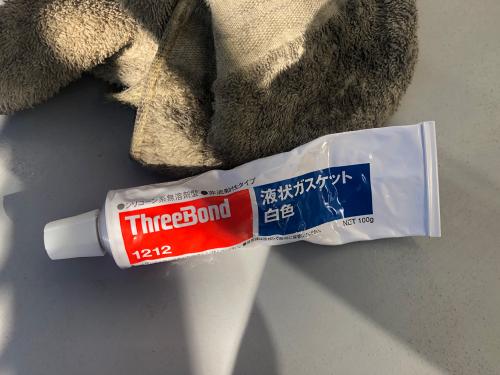 ●シリコーン系無溶剤型 ●非流動性タイプ
ThreeBond
1212
液状ガスケット
白色
NET 100g